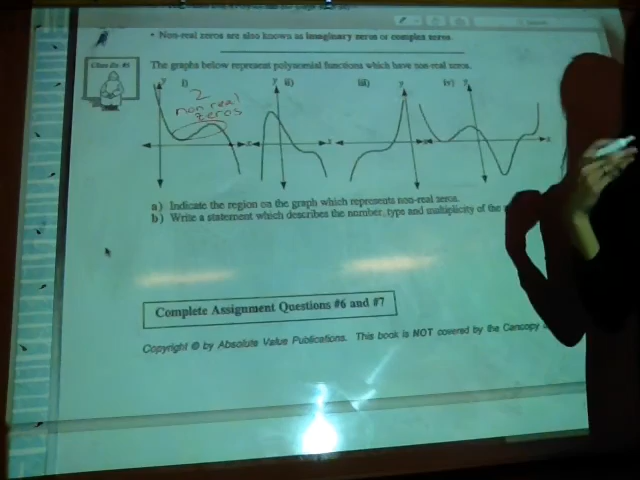 • Non-real zeros are also known as imaginary zeros or complex zeros.
Class Ex. #5
The graphs below represent polynomial functions which have non-real zeros.
i) ii) iii) iv)
y y y y
2
non real
zeros
x x x x
a) Indicate the region on the graph which represents non-real zeros.
b) Write a statement which describes the number, type and multiplicity of the
Complete Assignment Questions #6 and #7
Copyright © by Absolute Value Publications. This book is NOT covered by the Cancopy